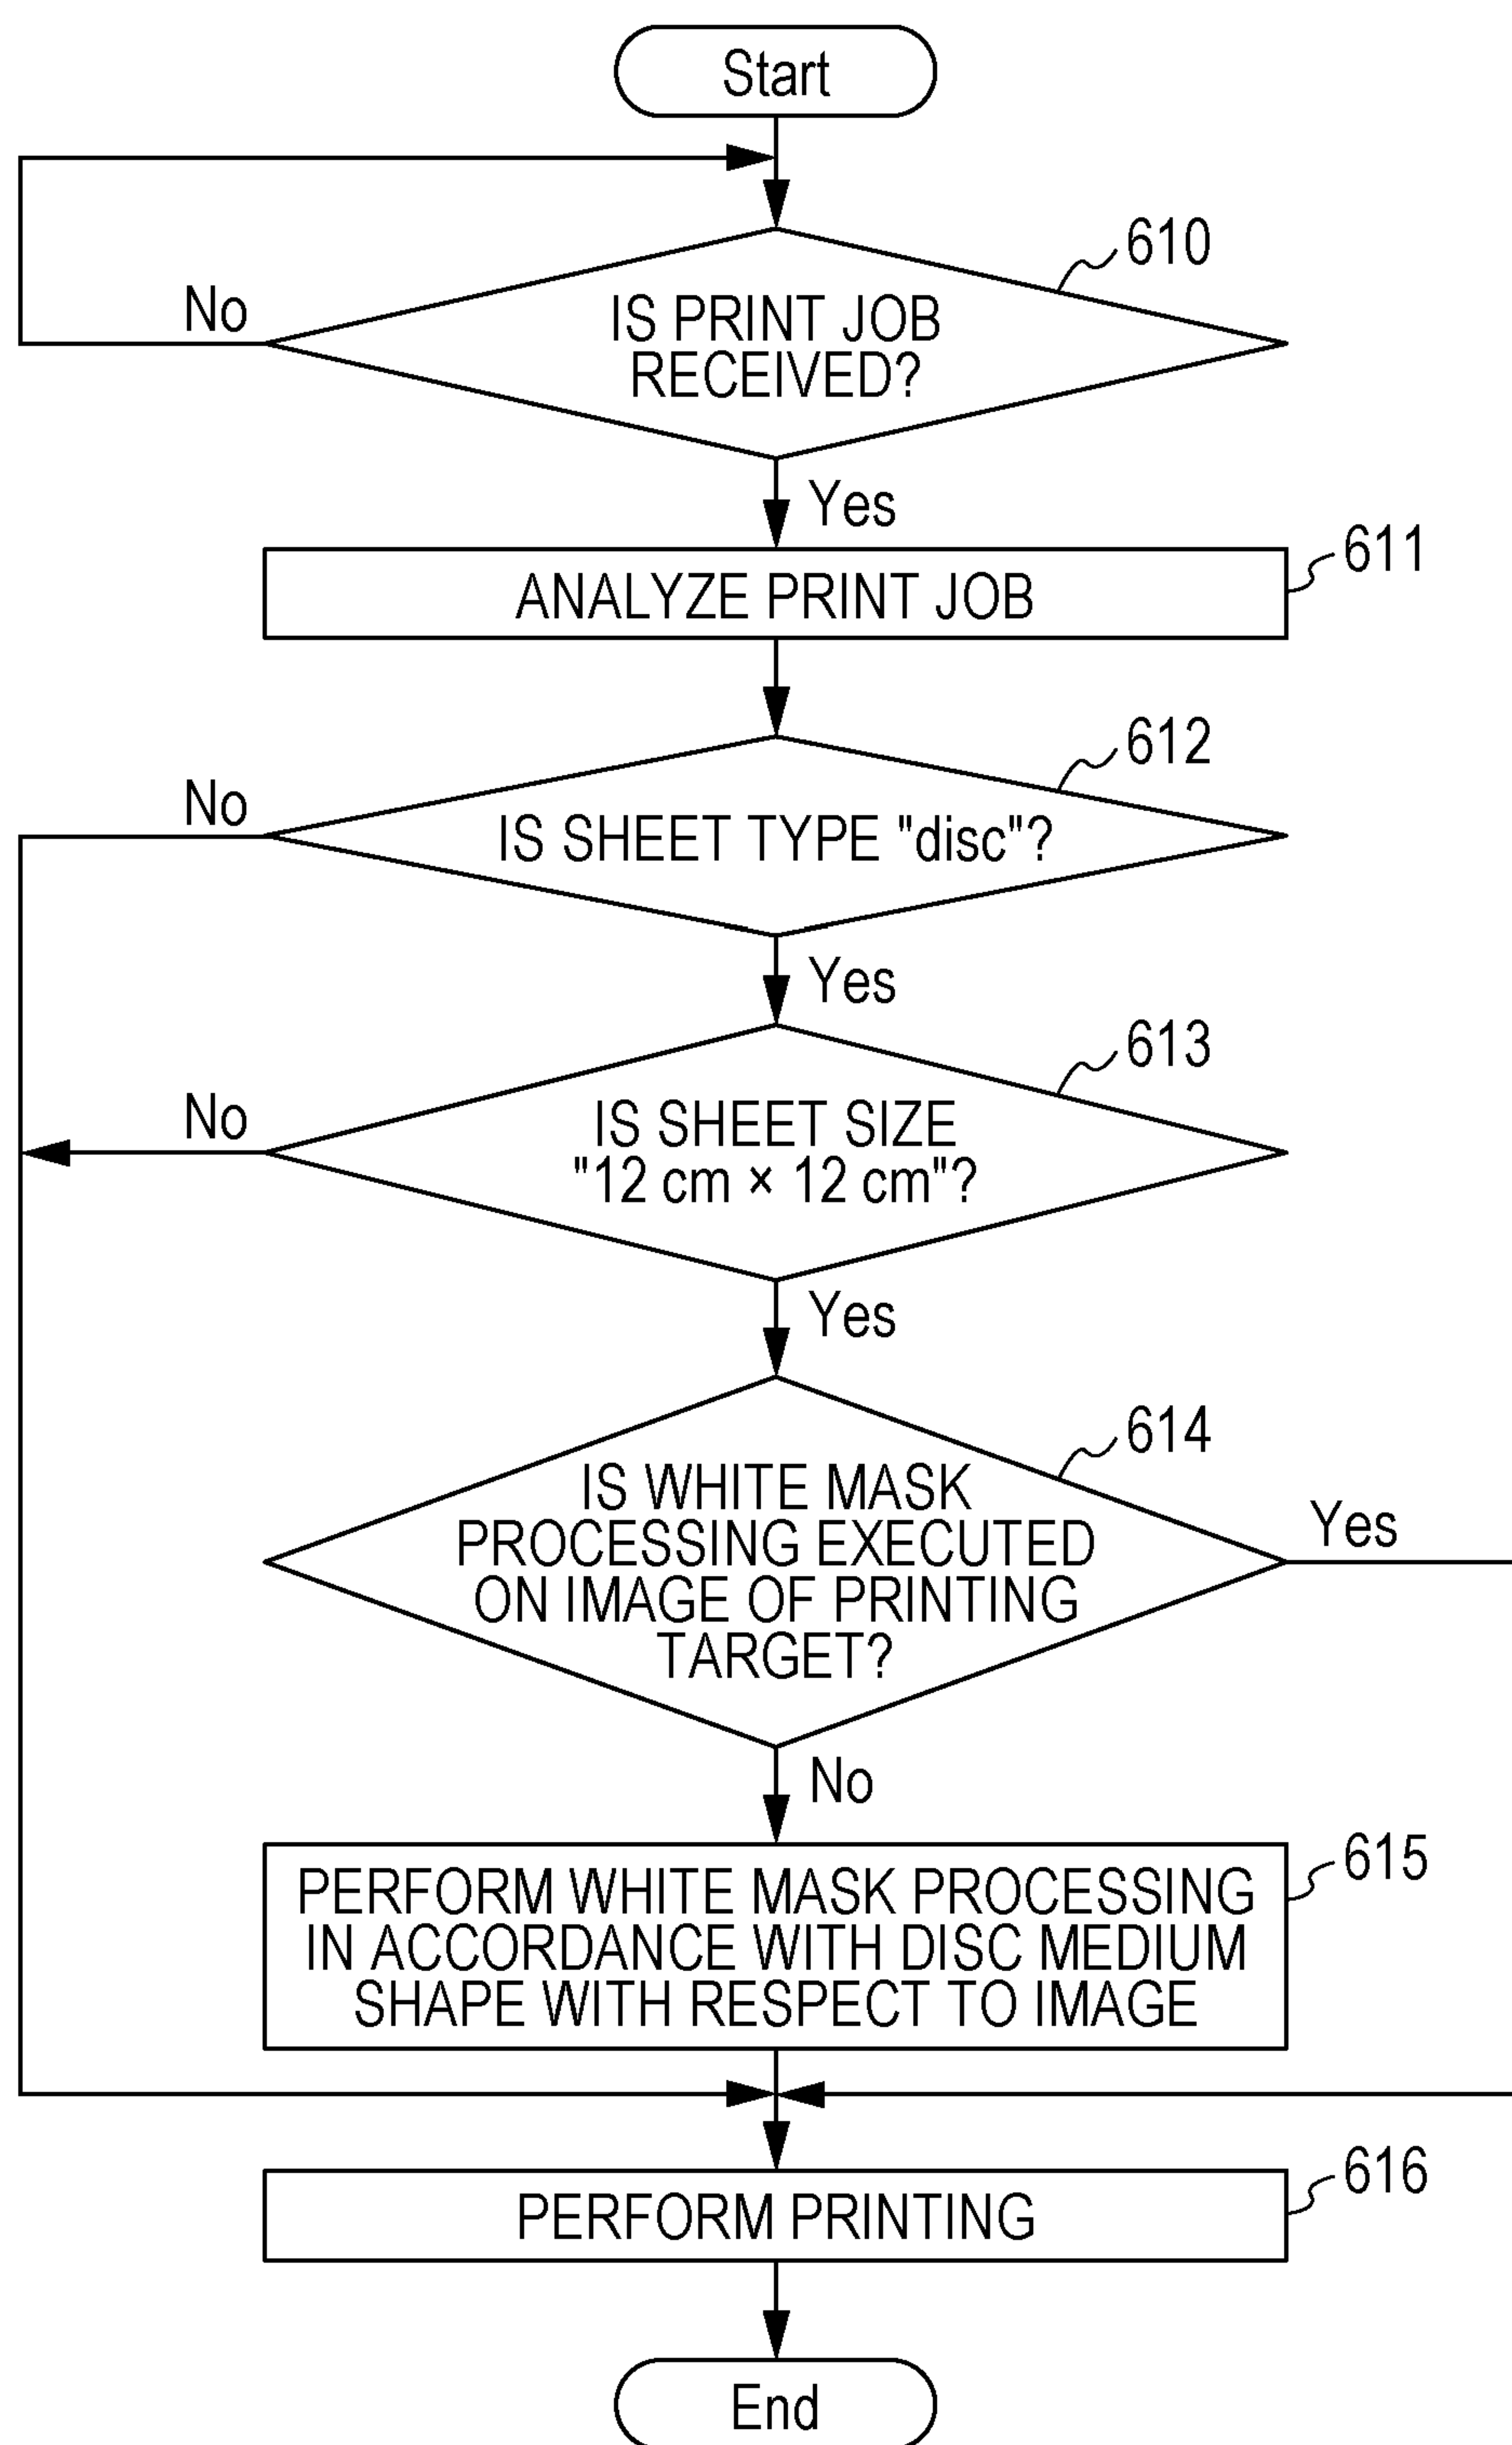 Start
610
No
IS PRINT JOB
RECEIVED?
Yes
611
ANALYZE PRINT JOB
612
No
IS SHEET TYPE "disc"?
Yes
613
No
IS SHEET SIZE
"12 cm × 12 cm"?
Yes
614
Yes
IS WHITE MASK
PROCESSING EXECUTED
ON IMAGE OF PRINTING
TARGET?
No
615
PERFORM WHITE MASK PROCESSING
IN ACCORDANCE WITH DISC MEDIUM
SHAPE WITH RESPECT TO IMAGE
616
PERFORM PRINTING
End